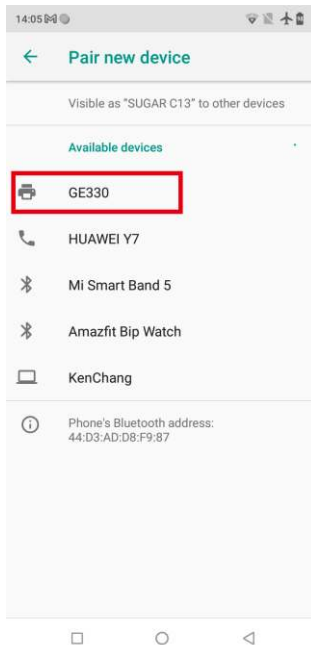 14:05
Pair new device
Visible as "SUGAR C13" to other devices
Available devices
GE330
HUAWEI Y7
Mi Smart Band 5
Amazfit Bip Watch
KenChang
Phone's Bluetooth address:
44:D3:AD:D8:F9:87